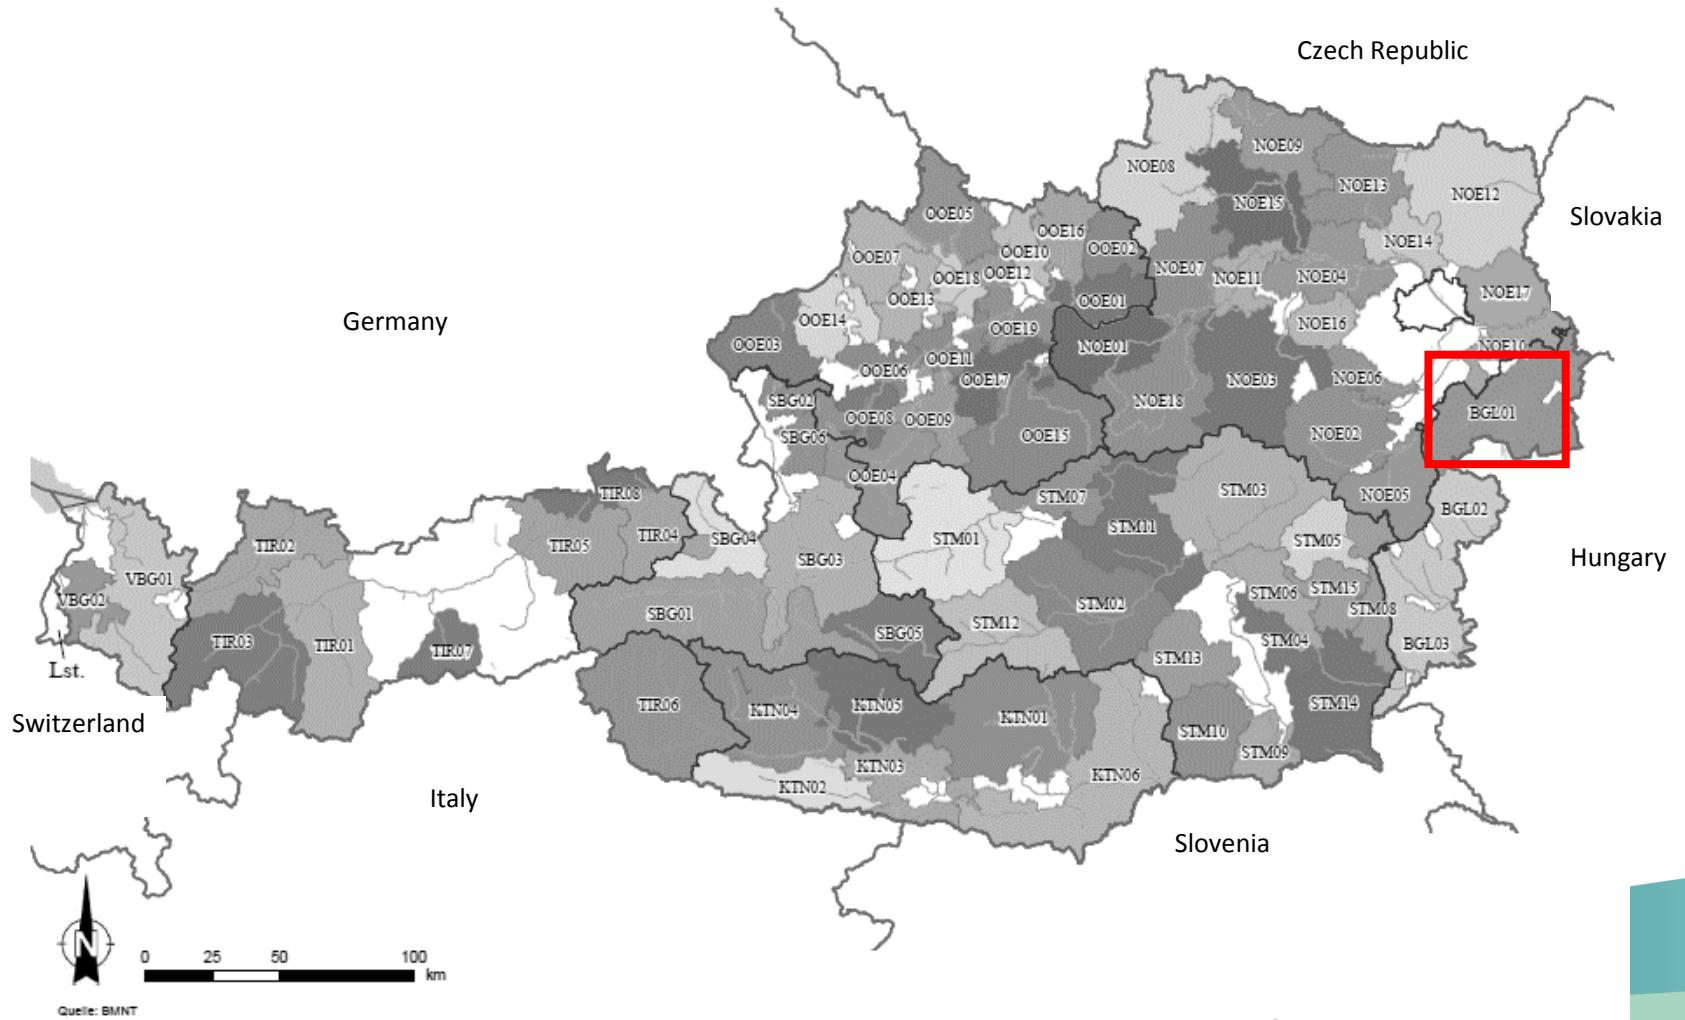 Czech Republic
NOE08
NOE09
NOE13
NOE12
NOE15
Slovakia
OOE05
OOE16
OOE02
OOE07
OOE10
OOE18
OOE12
NOE07
NOE11
NOE04
NOE14
NOE17
OOE13
OOE01
OOE14
Germany
OOE19
NOE16
OOE03
NOE01
NOE10
OOE11
OOE06
OOE17
NOE03
NOE06
SBG02
OOE08
OOE09
NOE18
BGL01
SBG06
OOE15
NOE02
OOE04
TIR08
STM07
STM03
NOE05
BGL02
TIR02
TIR05
TIR04
SBG04
STM01
STM11
STM05
SBG03
Hungary
VBG01
VBG02
STM06
STM15
STM02
STM08
SBG01
STM12
SBG05
STM04
BGL03
TIR03
TIR01
TIR07
STM13
Lst.
TIR06
KTN04
KTN05
KTN01
STM14
Switzerland
STM10
STM09
KTN03
KTN06
KTN02
Italy
Slovenia
N
0 25 50 100
km
Quelle: BMNT